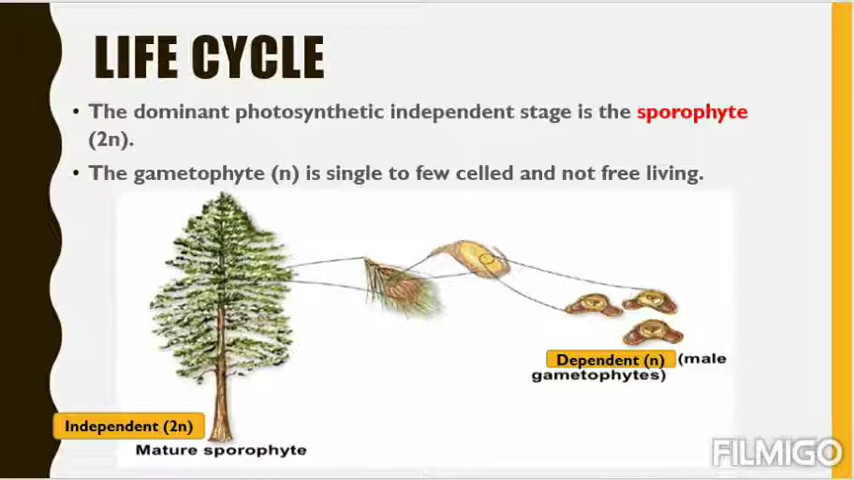 LIFE CYCLE
• The dominant photosynthetic independent stage is the sporophyte
(2n).
• The gametophyte (n) is single to few celled and not free living.
Dependent (n) (male
gametophytes)
Independent (2n)
Mature sporophyte
FILMIGO